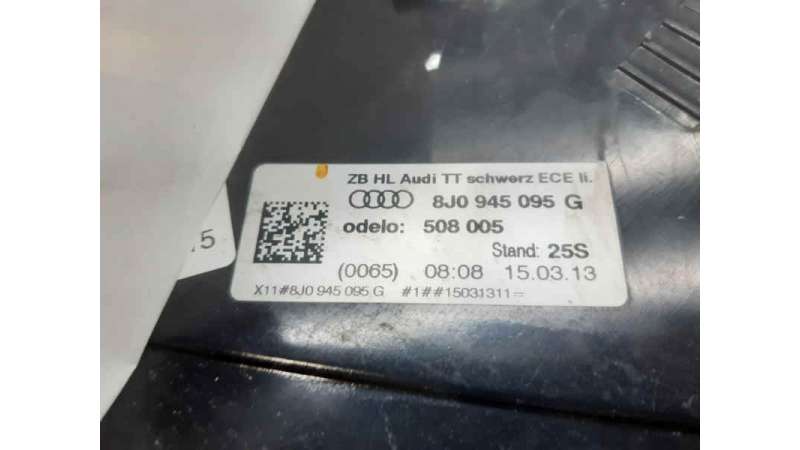 ZB HL Audi TT schwerz ECE li.
8J0 945 095 G
odelo: 508 005
Stand: 25S
(0065) 08:08 15.03.13
X11#8J0 945 095 G #1##15031311=
.5